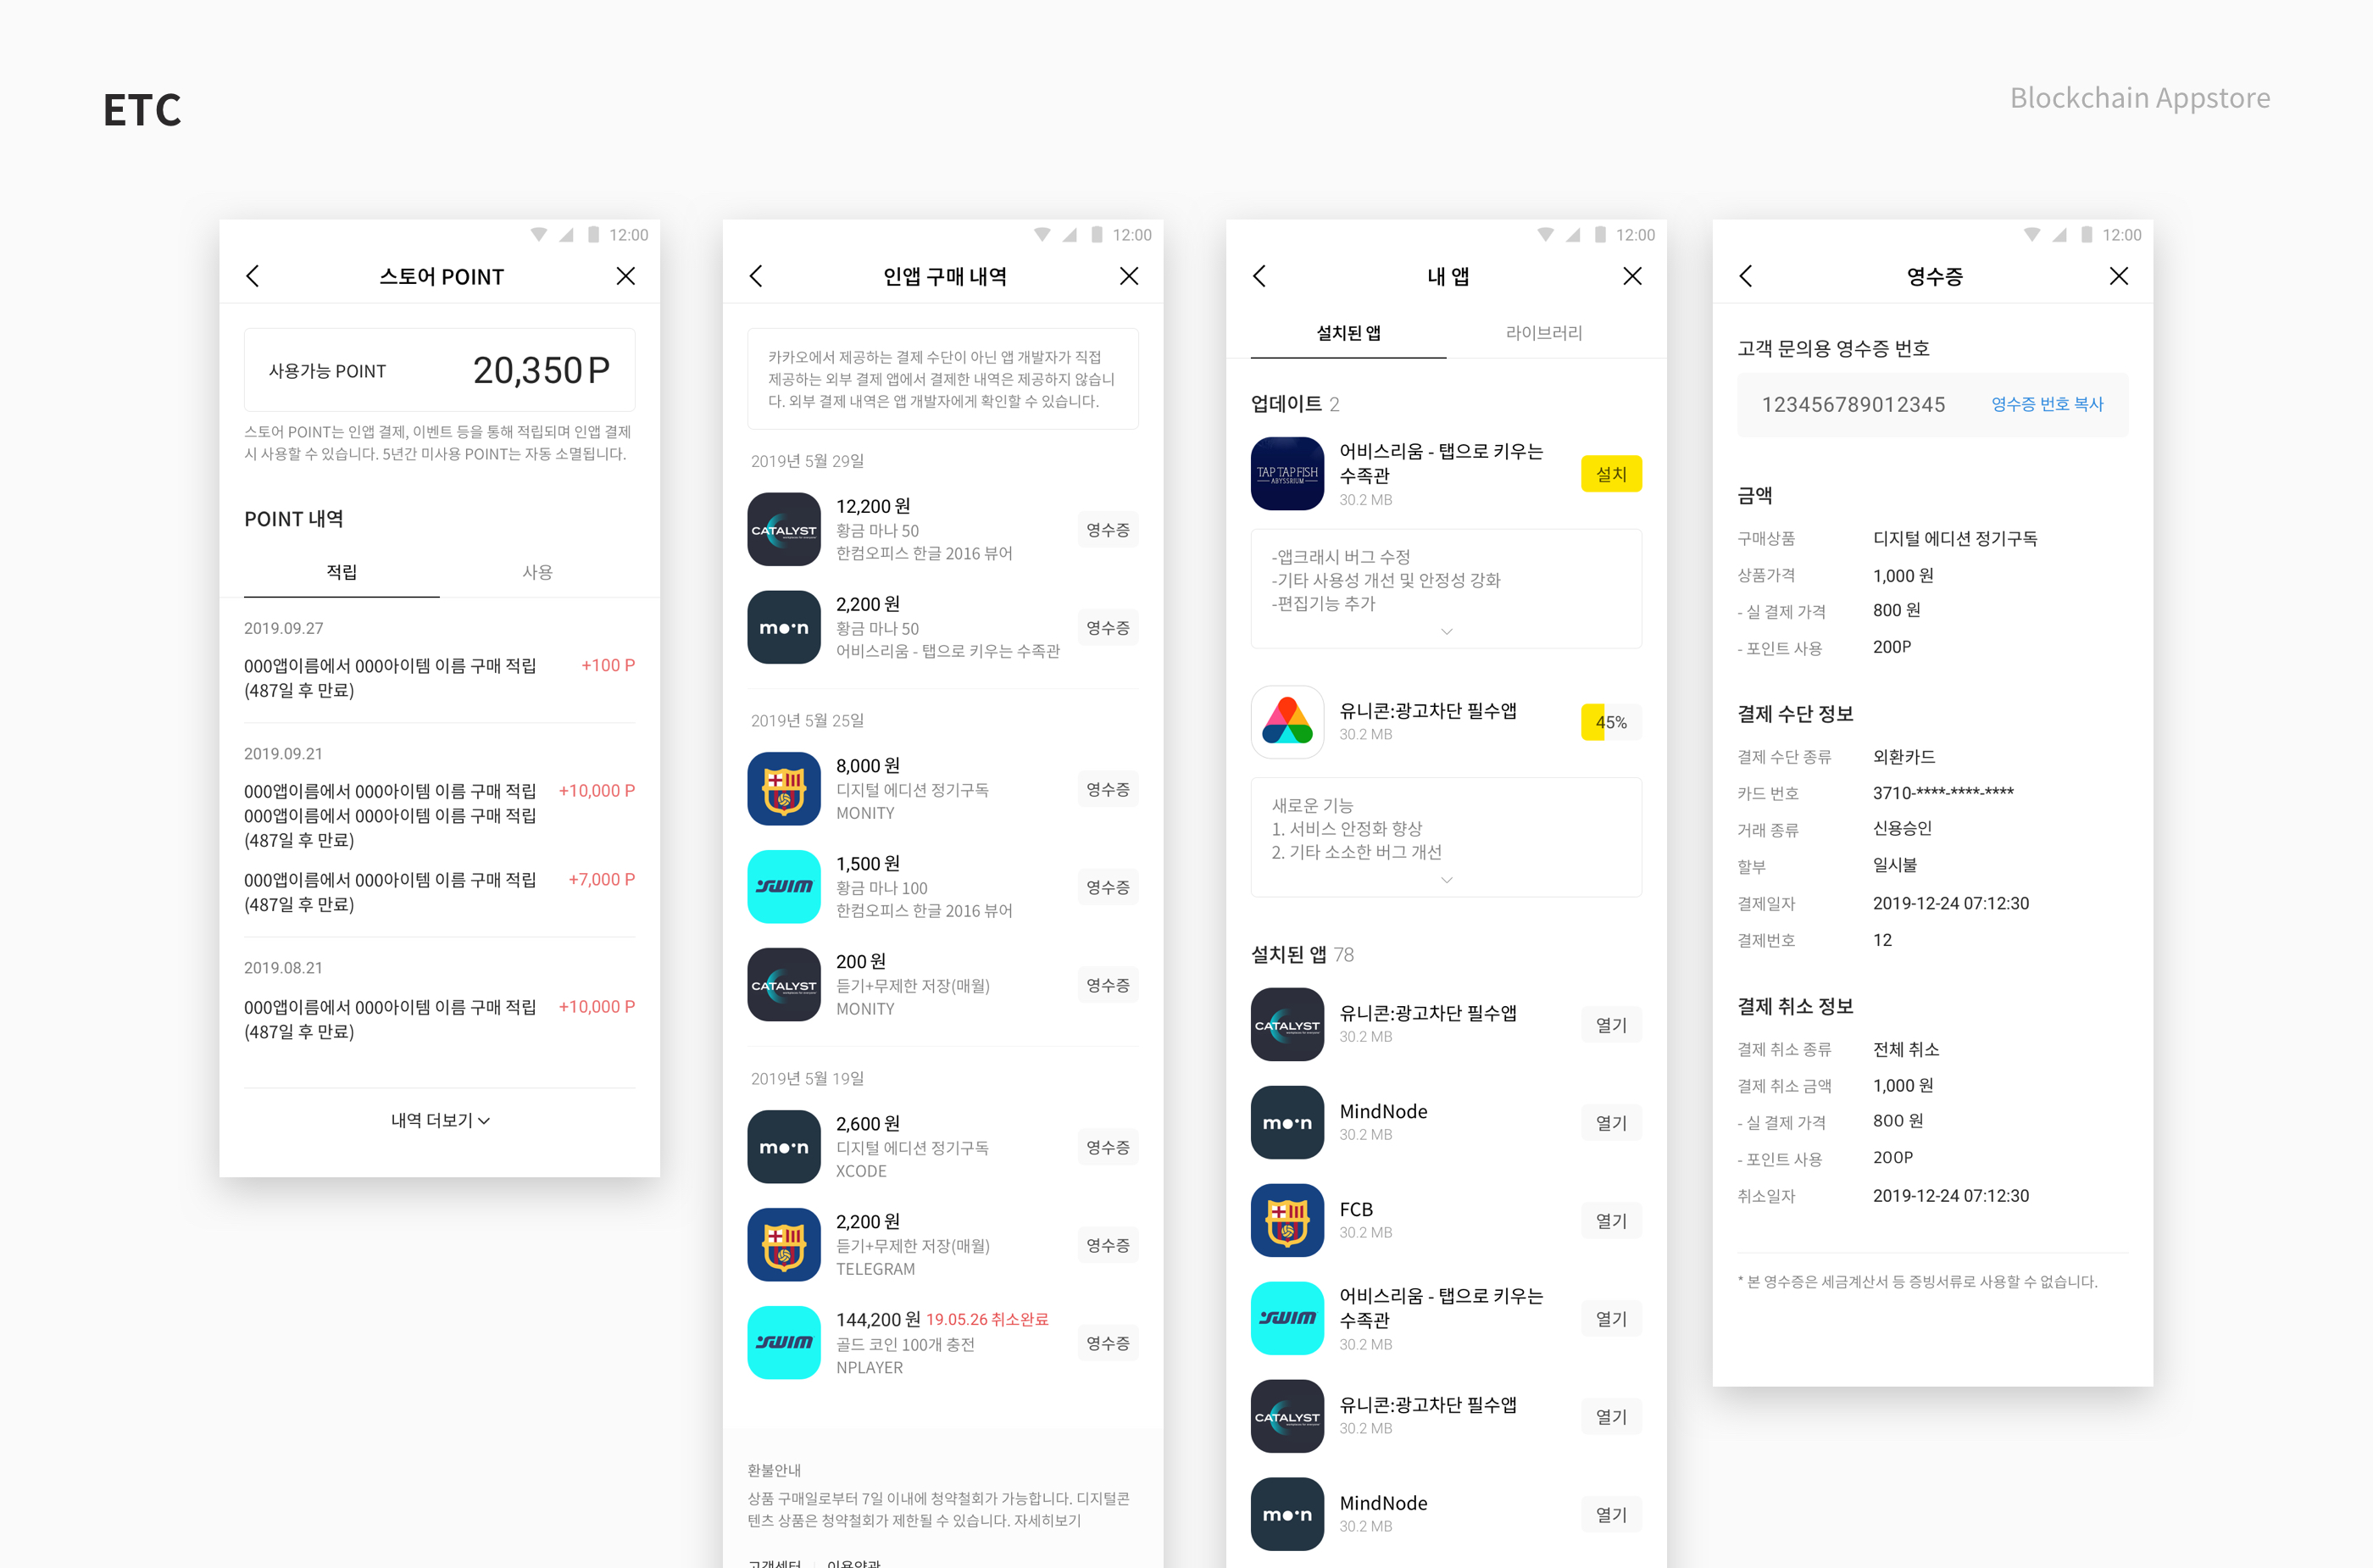 ETC
Blockchain Appstore
12:00
스토어 POINT
사용가능 POINT 20,350 P
스토어 POINT는 인앱 결제, 이벤트 등을 통해 적립되며 인앱 결제
시 사용할 수 있습니다. 5년간 미사용 POINT는 자동 소멸됩니다.
POINT 내역
적립 사용
2019.09.27
000앱이름에서 000아이템 이름 구매 적립 +100 P
(487일 후 만료)
2019.09.21
000앱이름에서 000아이템 이름 구매 적립 +10,000 P
000앱이름에서 000아이템 이름 구매 적립
(487일 후 만료)
000앱이름에서 000아이템 이름 구매 적립 +7,000 P
(487일 후 만료)
2019.08.21
000앱이름에서 000아이템 이름 구매 적립 +10,000 P
(487일 후 만료)
내역 더보기
12:00
인앱 구매 내역
카카오에서 제공하는 결제 수단이 아닌 앱 개발자가 직접
제공하는 외부 결제 앱에서 결제한 내역은 제공하지 않습니
다. 외부 결제 내역은 앱 개발자에게 확인할 수 있습니다.
2019년 5월 29일
CATALYST
12,200 원
황금 마나 50
한컴오피스 한글 2016 뷰어
영수증
moon
2,200 원
황금 마나 50
어비스리움 - 탭으로 키우는 수족관
영수증
2019년 5월 25일
8,000 원
디지털 에디션 정기구독
MONITY
영수증
SWIM
1,500 원
황금 마나 100
한컴오피스 한글 2016 뷰어
영수증
CATALYST
200 원
듣기+무제한 저장(매월)
MONITY
영수증
2019년 5월 19일
moon
2,600 원
디지털 에디션 정기구독
XCODE
영수증
2,200 원
듣기+무제한 저장(매월)
TELEGRAM
영수증
SWIM
144,200 원 19.05.26 취소완료
골드 코인 100개 충전
NPLAYER
영수증
환불안내
상품 구매일로부터 7일 이내에 청약철회가 가능합니다. 디지털콘
텐츠 상품은 청약철회가 제한될 수 있습니다. 자세히보기
고객센터 이용약관
12:00
내 앱
설치된 앱 라이브러리
업데이트 2
TAP TAP FISH
ABYSSRIUM
어비스리움 - 탭으로 키우는
수족관
30.2 MB
설치
-앱크래시 버그 수정
-기타 사용성 개선 및 안정성 강화
-편집기능 추가
유니콘:광고차단 필수앱
30.2 MB
45%
새로운 기능
1. 서비스 안정화 향상
2. 기타 소소한 버그 개선
설치된 앱 78
CATALYST
유니콘:광고차단 필수앱
30.2 MB
열기
moon
MindNode
30.2 MB
열기
FCB
30.2 MB
열기
SWIM
어비스리움 - 탭으로 키우는
수족관
30.2 MB
열기
CATALYST
유니콘:광고차단 필수앱
30.2 MB
열기
moon
MindNode
30.2 MB
열기
12:00
영수증
고객 문의용 영수증 번호
123456789012345 영수증 번호 복사
금액
구매상품 디지털 에디션 정기구독
상품가격 1,000 원
- 실 결제 가격 800 원
- 포인트 사용 200P
결제 수단 정보
결제 수단 종류 외환카드
카드 번호 3710-****-****-****
거래 종류 신용승인
할부 일시불
결제일자 2019-12-24 07:12:30
결제번호 12
결제 취소 정보
결제 취소 종류 전체 취소
결제 취소 금액 1,000 원
- 실 결제 가격 800 원
- 포인트 사용 200P
취소일자 2019-12-24 07:12:30
* 본 영수증은 세금계산서 등 증빙서류로 사용할 수 없습니다.